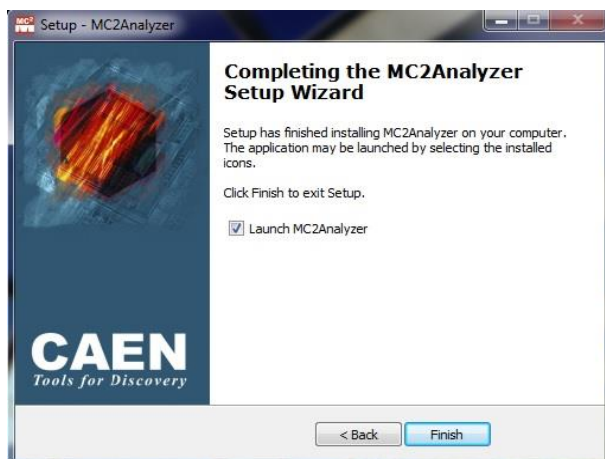 MC²
Setup - MC2Analyzer
Completing the MC2Analyzer
Setup Wizard
Setup has finished installing MC2Analyzer on your computer.
The application may be launched by selecting the installed
icons.
Click Finish to exit Setup.
Launch MC2Analyzer
CAEN
Tools for Discovery
< Back
Finish